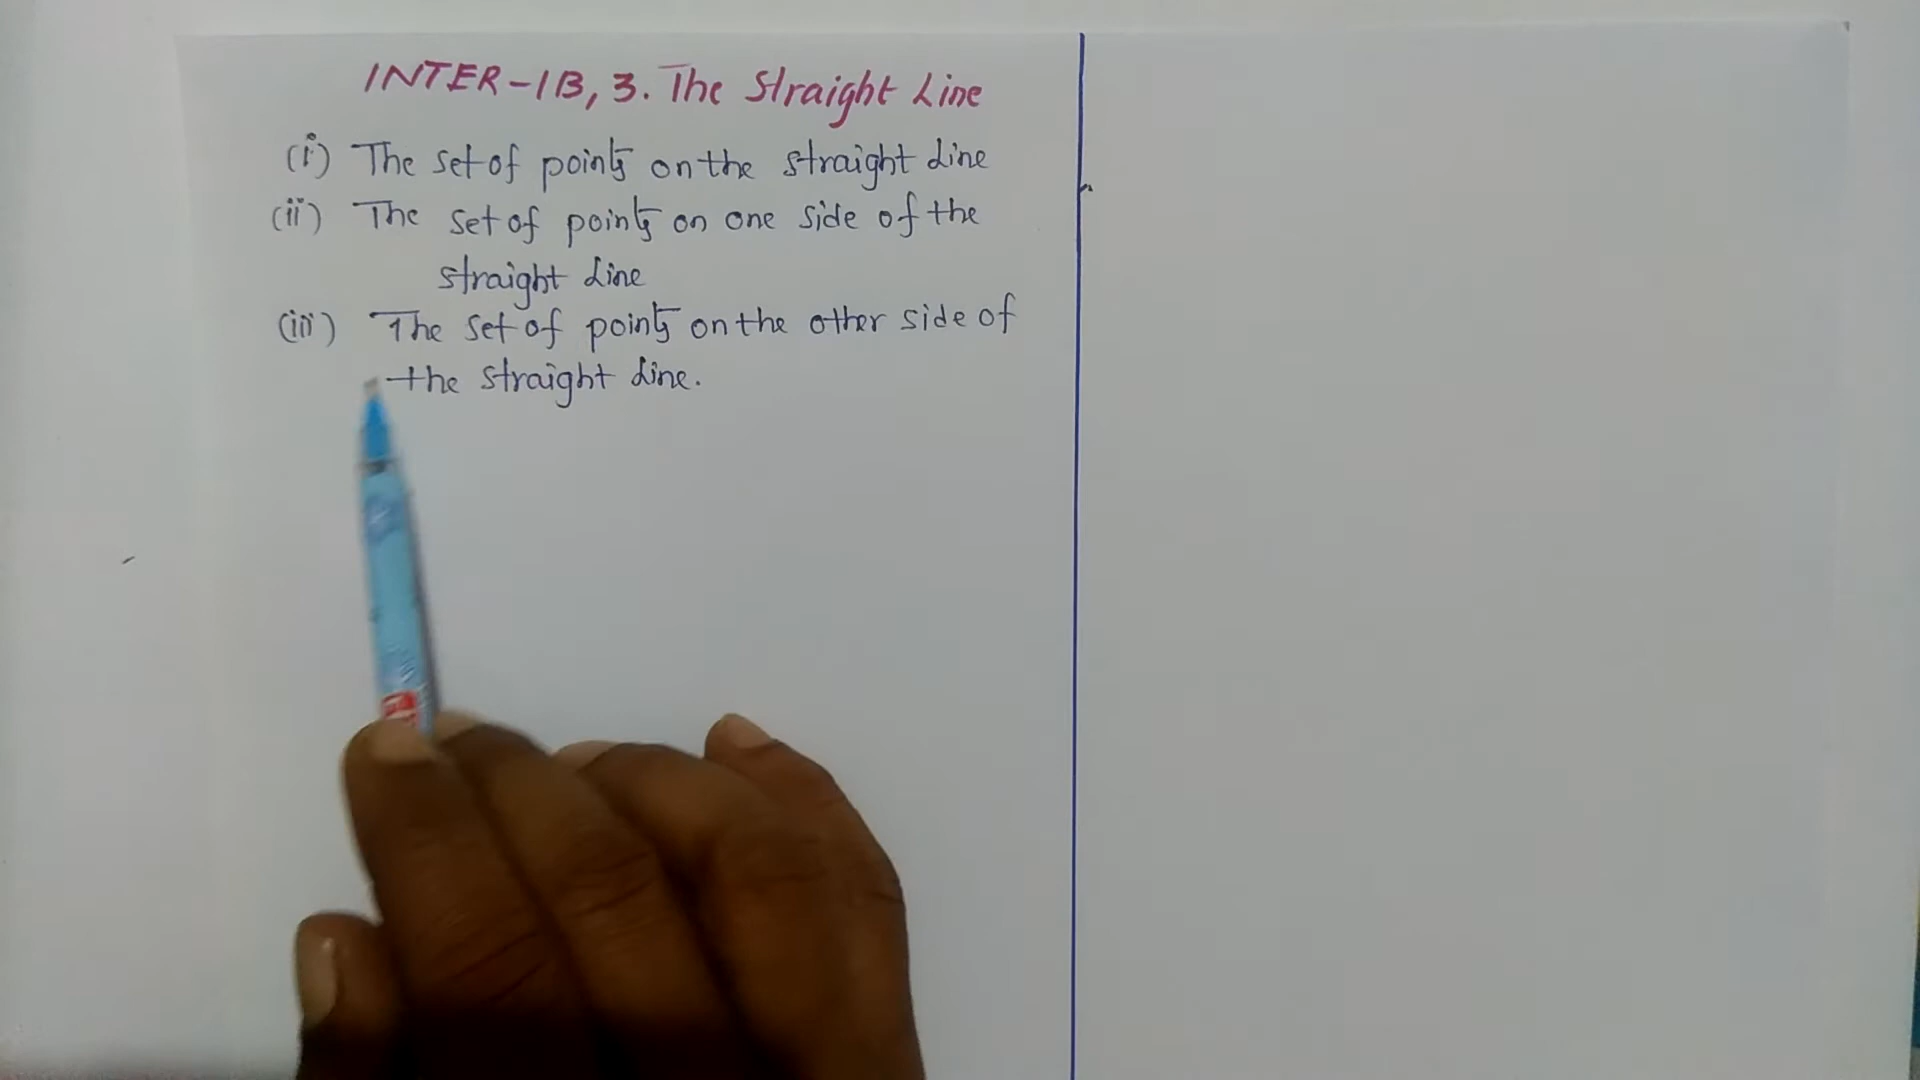 INTER-1B, 3. The Straight Line
(i) The set of points on the straight Line
(ii) The set of points on one side of the
straight Line
(iii) The set of points on the other side of
the straight Line.